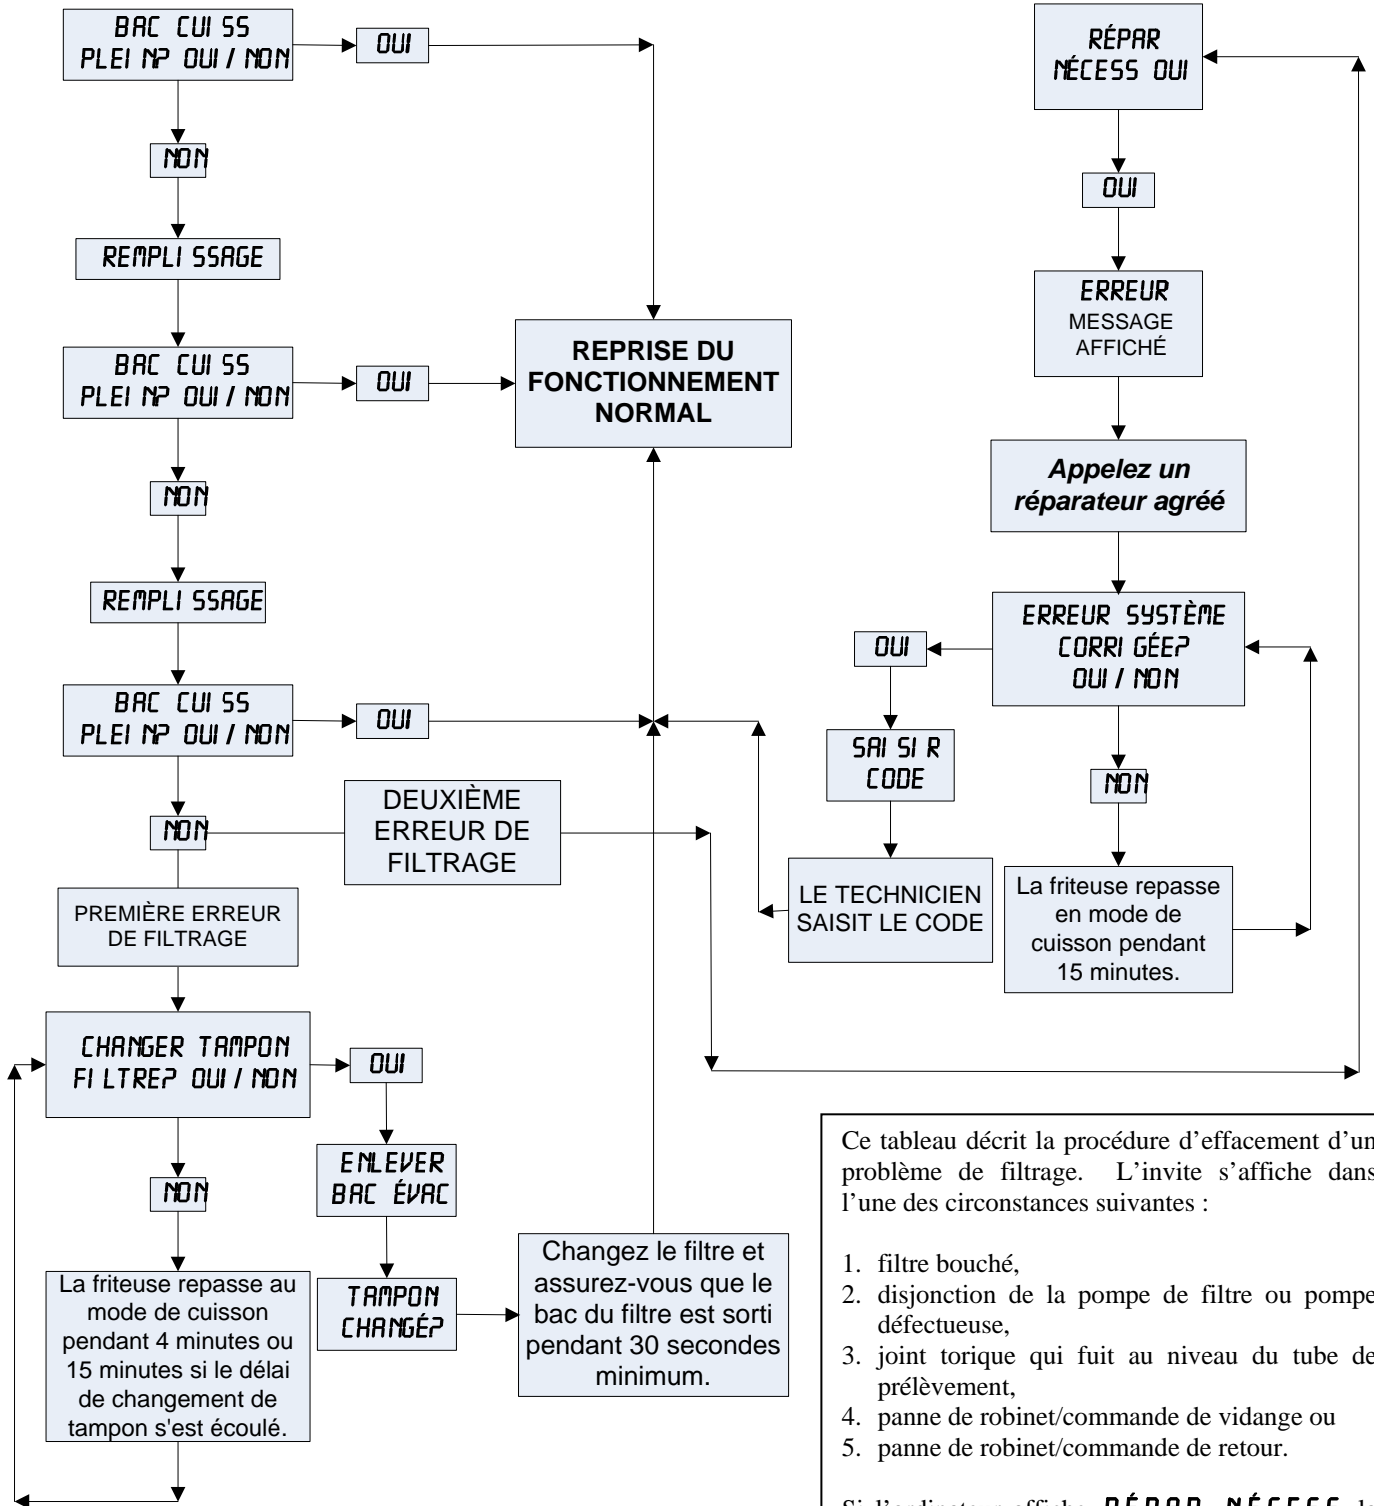 BAC CUISS
PLEIN? OUI / NON
OUI
NON
REMPLISSAGE
BAC CUISS
PLEIN? OUI / NON
OUI
NON
REMPLISSAGE
BAC CUISS
PLEIN? OUI / NON
OUI
NON
DEUXIÈME
ERREUR DE
FILTRAGE
PREMIÈRE ERREUR
DE FILTRAGE
CHANGER TAMPON
FILTRE? OUI / NON
OUI
NON
ENLEVER
BAC ÉVAC
TAMPON
CHANGÉ?
La friteuse repasse au
mode de cuisson
pendant 4 minutes ou
15 minutes si le délai
de changement de
tampon s'est écoulé.
Changez le filtre et
assurez-vous que le
bac du filtre est sorti
pendant 30 secondes
minimum.
REPRISE DU
FONCTIONNEMENT
NORMAL
RÉPAR
NÉCESS OUI
OUI
ERREUR
MESSAGE
AFFICHÉ
Appelez un
réparateur agréé
ERREUR SYSTÈME
CORRIGÉE?
OUI / NON
OUI
SAISIR
CODE
LE TECHNICIEN
SAISIT LE CODE
NON
La friteuse repasse
en mode de
cuisson pendant
15 minutes.
Ce tableau décrit la procédure d’effacement d’un
problème de filtrage. L’invite s’affiche dans
l’une des circonstances suivantes :
1. filtre bouché,
2. disjonction de la pompe de filtre ou pompe
défectueuse,
3. joint torique qui fuit au niveau du tube de
prélèvement,
4. panne de robinet/commande de vidange ou
5. panne de robinet/commande de retour.
Si l’ordinateur affiche RÉPAR NÉCESS